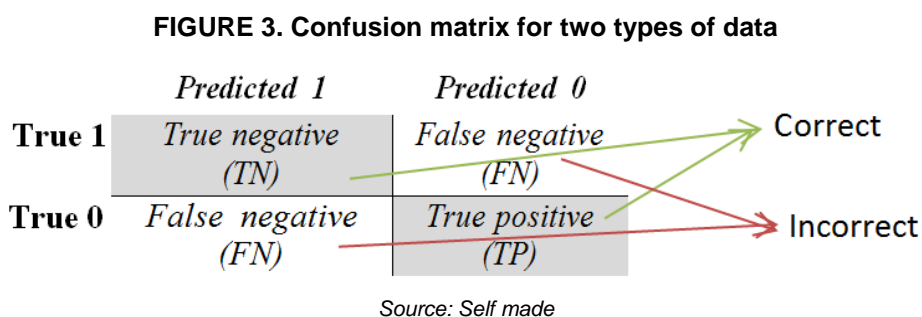 FIGURE 3. Confusion matrix for two types of data
Predicted 1 Predicted 0
True 1 True negative False negative Correct
(TN) (FN)
True 0 False negative True positive Incorrect
(FN) (TP)
Source: Self made